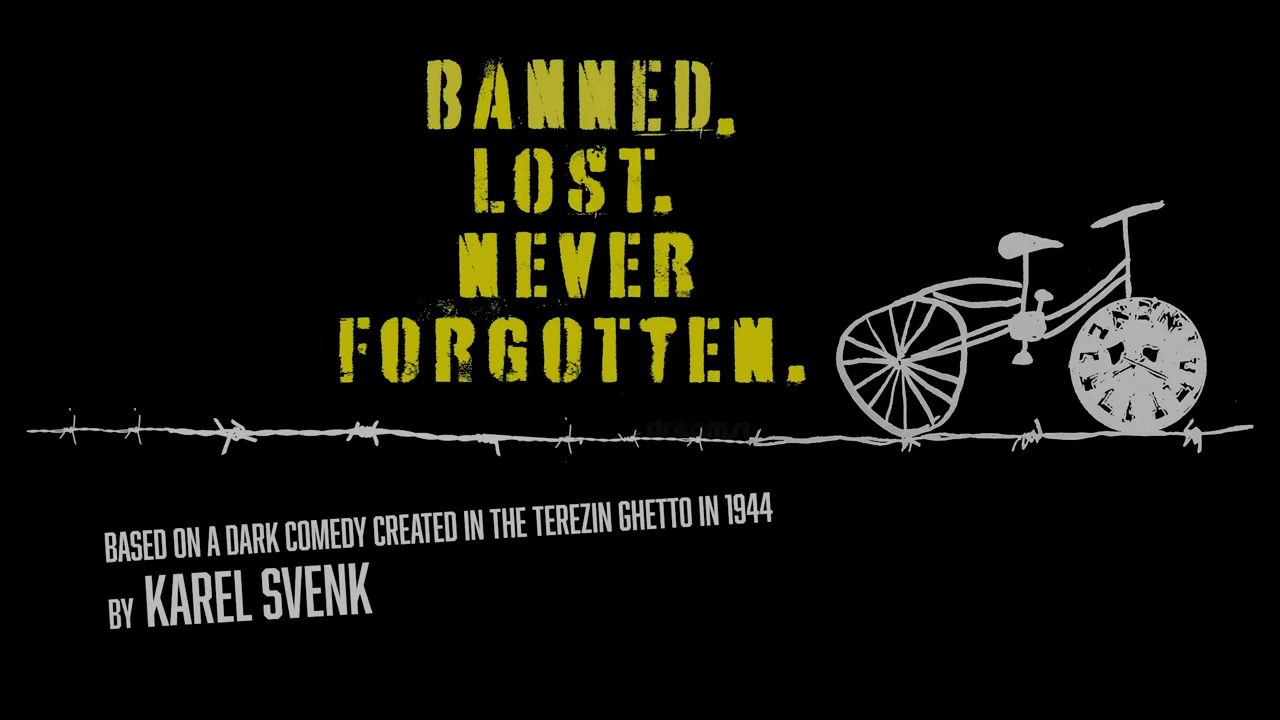 BANNED.
LOST.
NEVER
FORGOTTEN.
BASED ON A DARK COMEDY CREATED IN THE TEREZIN GHETTO IN 1944
BY KAREL SVENK